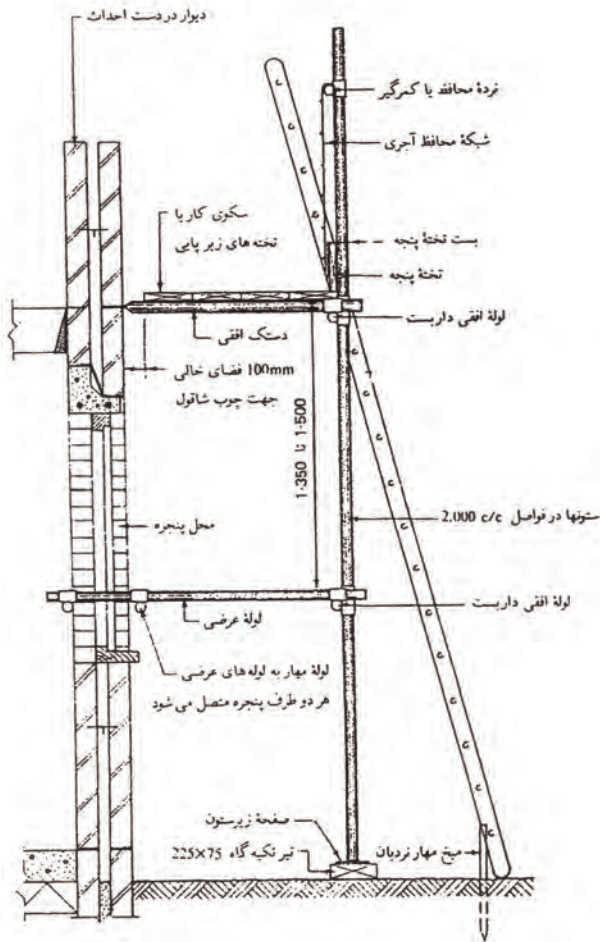 دیوار در دست احداث
نردهٔ محافظ یا کمرگیر
شبکهٔ محافظ آجری
سکوی کار یا
تخته های زیر پایی
بست تختهٔ پنجه
تختهٔ پنجه
لولهٔ افقی داربست
دستک افقی
100mm فضای خالی
جهت چوب شاقول
1·350 تا 1·500
محل پنجره
ستونها در فواصل 2.000 c/c
لولهٔ افقی داربست
لولهٔ عرضی
لولهٔ مهار به لوله های عرضی
هر دو طرف پنجره متصل می شود
صفحهٔ زیرستون
تیر تکیه گاه 225×75
میخ مهار نردبان